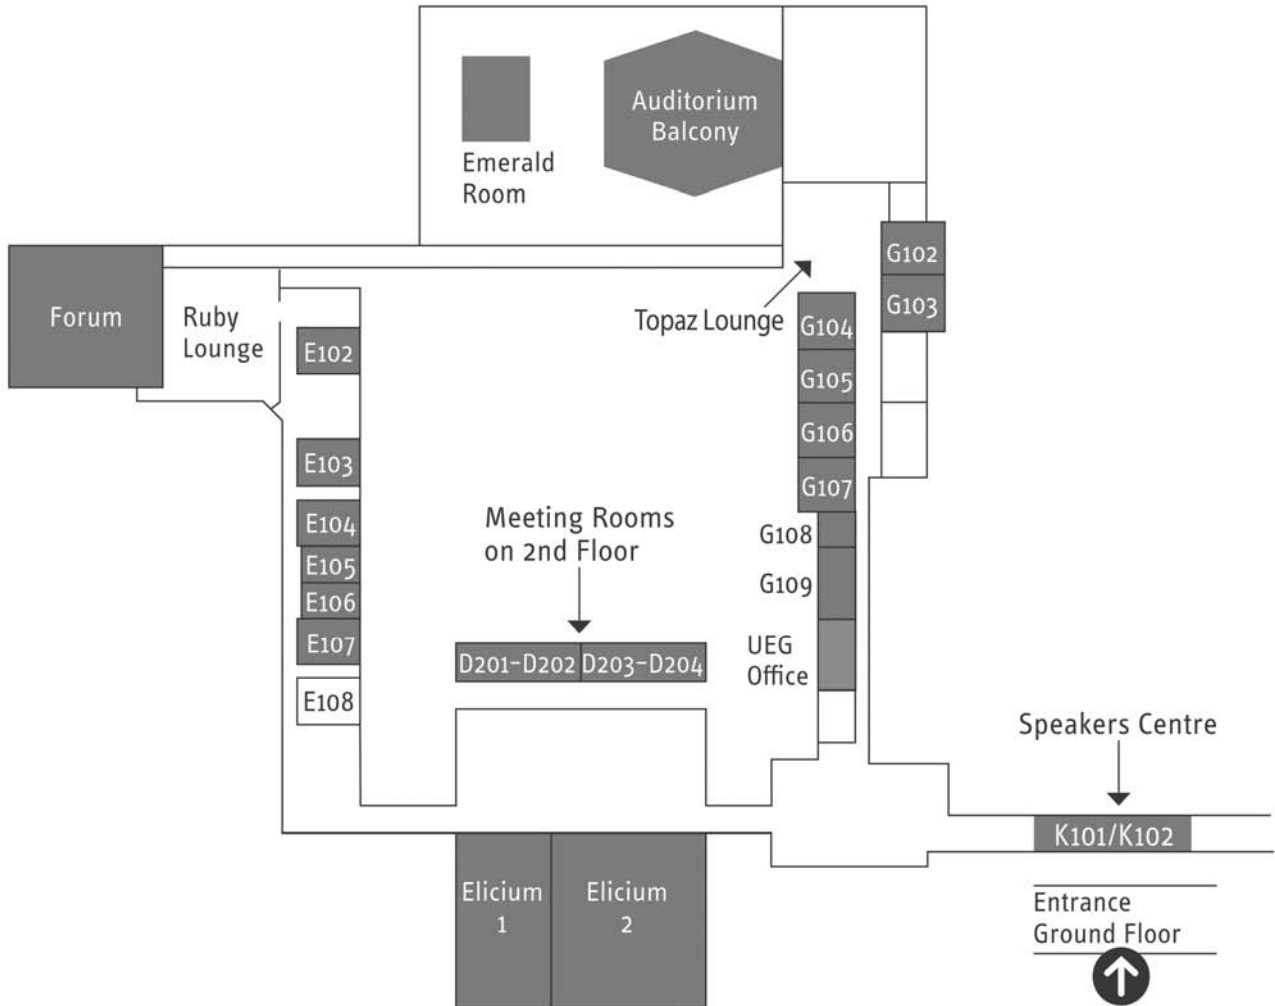 Auditorium
Balcony
Emerald
Room
G102
G103
Forum
Ruby
Lounge
E102
Topaz Lounge
G104
G105
G106
G107
E103
E104
E105
E106
E107
E108
Meeting Rooms
on 2nd Floor
G108
G109
D201–D202
D203–D204
UEG
Office
Speakers Centre
K101/K102
Elicium
1
Elicium
2
Entrance
Ground Floor